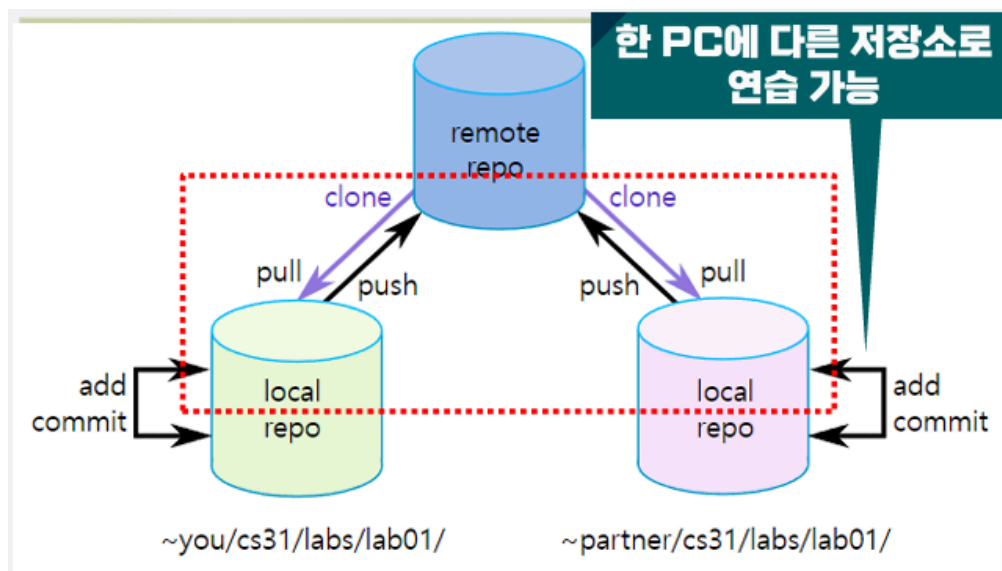 한 PC에 다른 저장소로
연습 가능
remote
repo
clone
clone
pull
push
push
pull
add
commit
local
repo
local
repo
add
commit
~you/cs31/labs/lab01/
~partner/cs31/labs/lab01/